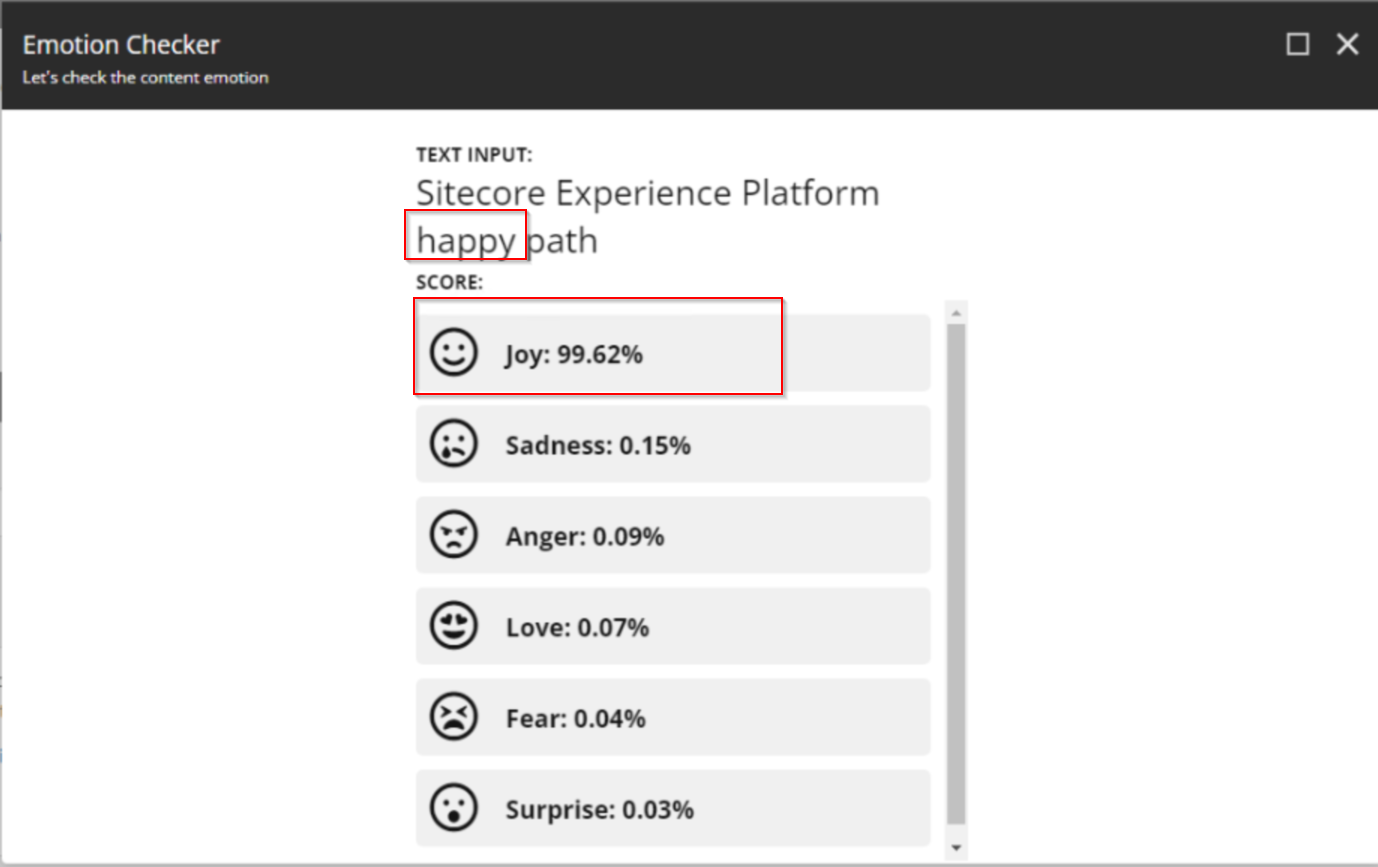 Emotion Checker
Let's check the content emotion
TEXT INPUT:
Sitecore Experience Platform
happy path
SCORE:
Joy: 99.62%
Sadness: 0.15%
Anger: 0.09%
Love: 0.07%
Fear: 0.04%
Surprise: 0.03%